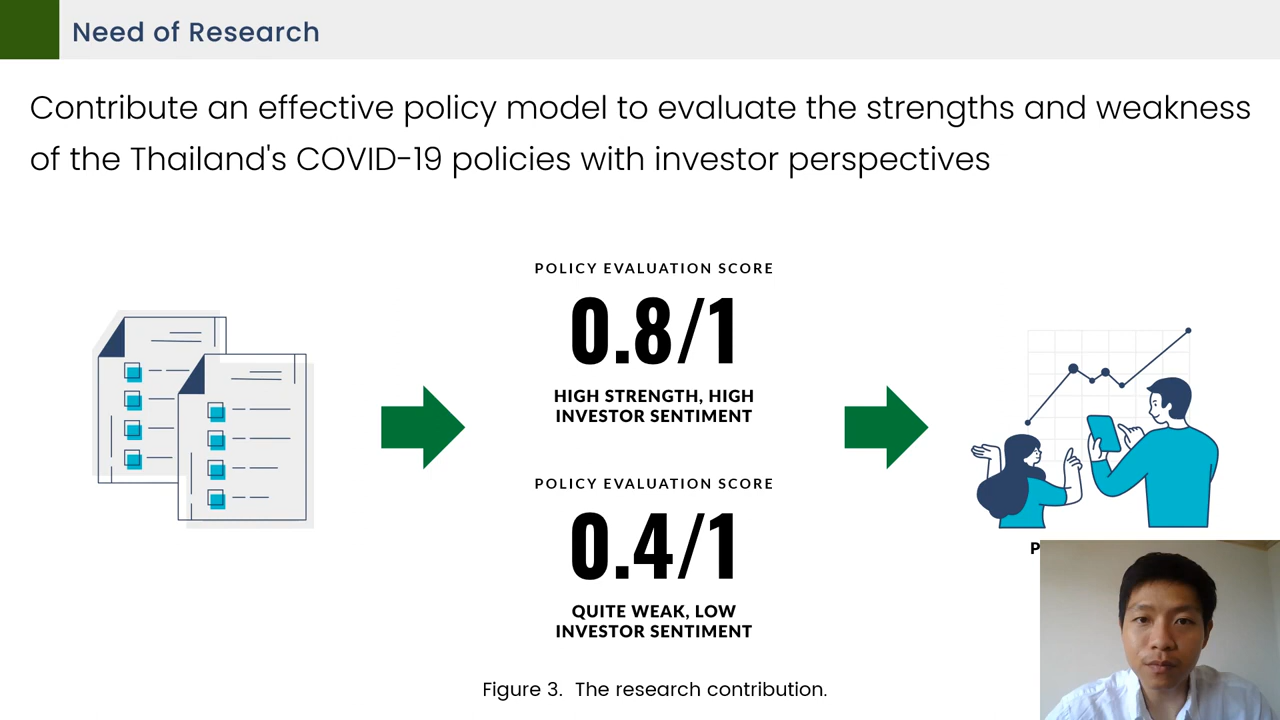 Need of Research
Contribute an effective policy model to evaluate the strengths and weakness
of the Thailand's COVID-19 policies with investor perspectives
POLICY EVALUATION SCORE
0.8/1
HIGH STRENGTH, HIGH
INVESTOR SENTIMENT
POLICY EVALUATION SCORE
0.4/1
QUITE WEAK, LOW
INVESTOR SENTIMENT
Figure 3. The research contribution.